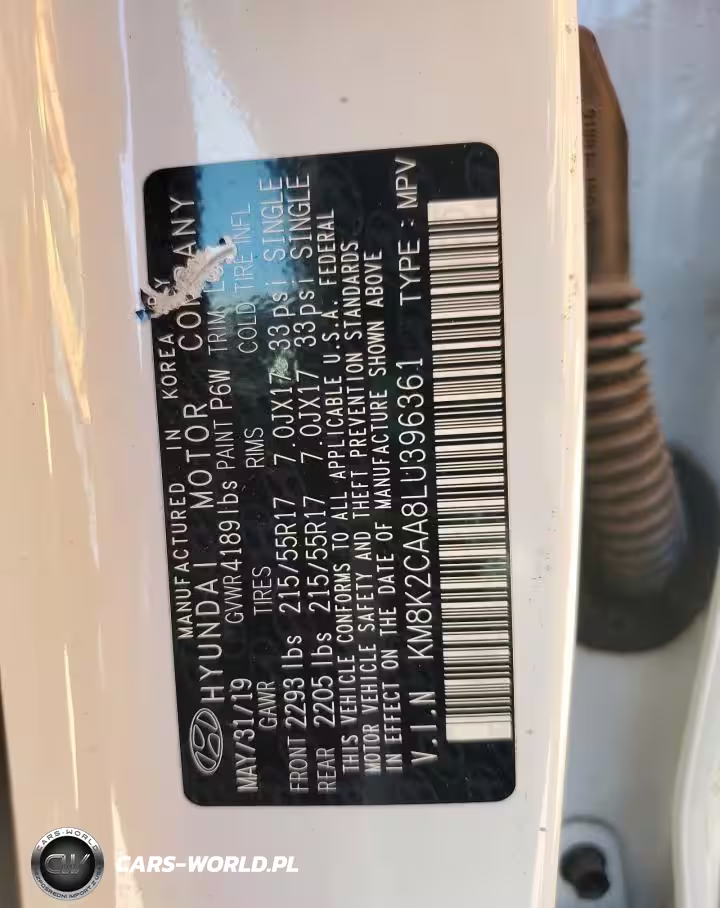 MANUFACTURED IN KOREA
HYUNDAI MOTOR COMPANY
MAY/31/19 GVWR 4189lbs PAINT P6W TRIM
GAWR TIRES RIMS COLD TIRE INFL
FRONT 2293 lbs 215/55R17 7.0JX17 33psi SINGLE
REAR 2205 lbs 215/55R17 7.0JX17 33psi SINGLE
THIS VEHICLE CONFORMS TO ALL APPLICABLE U.S.A. FEDERAL
MOTOR VEHICLE SAFETY AND THEFT PREVENTION STANDARDS
IN EFFECT ON THE DATE OF MANUFACTURE SHOWN ABOVE
V.I.N KM8K2CAA8LU396361 TYPE : MPV
CARS-WORLD
CW
CARS-WORLD.PL